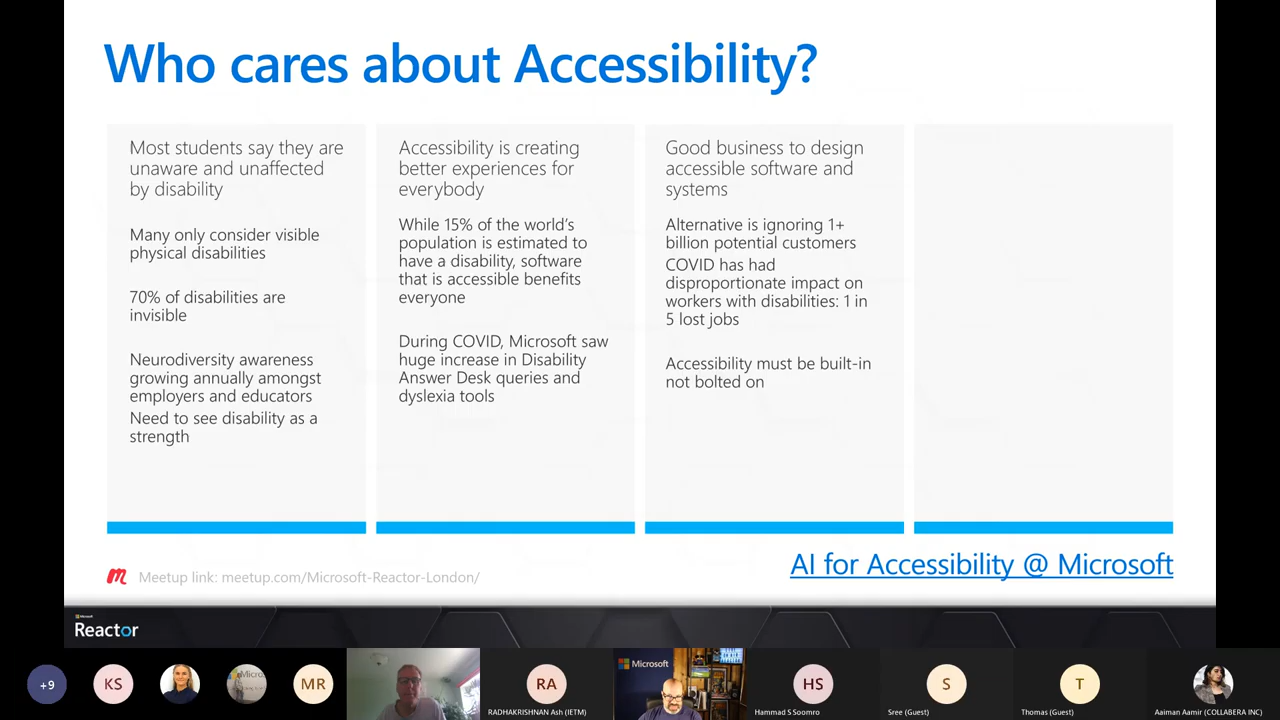 Who cares about Accessibility?
Most students say they are
unaware and unaffected
by disability
Many only consider visible
physical disabilities
70% of disabilities are
invisible
Neurodiversity awareness
growing annually amongst
employers and educators
Need to see disability as a
strength
Accessibility is creating
better experiences for
everybody
While 15% of the world's
population is estimated to
have a disability, software
that is accessible benefits
everyone
During COVID, Microsoft saw
huge increase in Disability
Answer Desk queries and
dyslexia tools
Good business to design
accessible software and
systems
Alternative is ignoring 1+
billion potential customers
COVID has had
disproportionate impact on
workers with disabilities: 1 in
5 lost jobs
Accessibility must be built-in
not bolted on
AI for Accessibility @ Microsoft
m Meetup link: meetup.com/Microsoft-Reactor-London/
Microsoft
Reactor
+9
KS
MR
RA
RADHAKRISHNAN Ash (IETM)
Microsoft
HS
Hammad S Soomro
S
Sree (Guest)
T
Thomas (Guest)
Aaiman Aamir (COLLABERA INC)